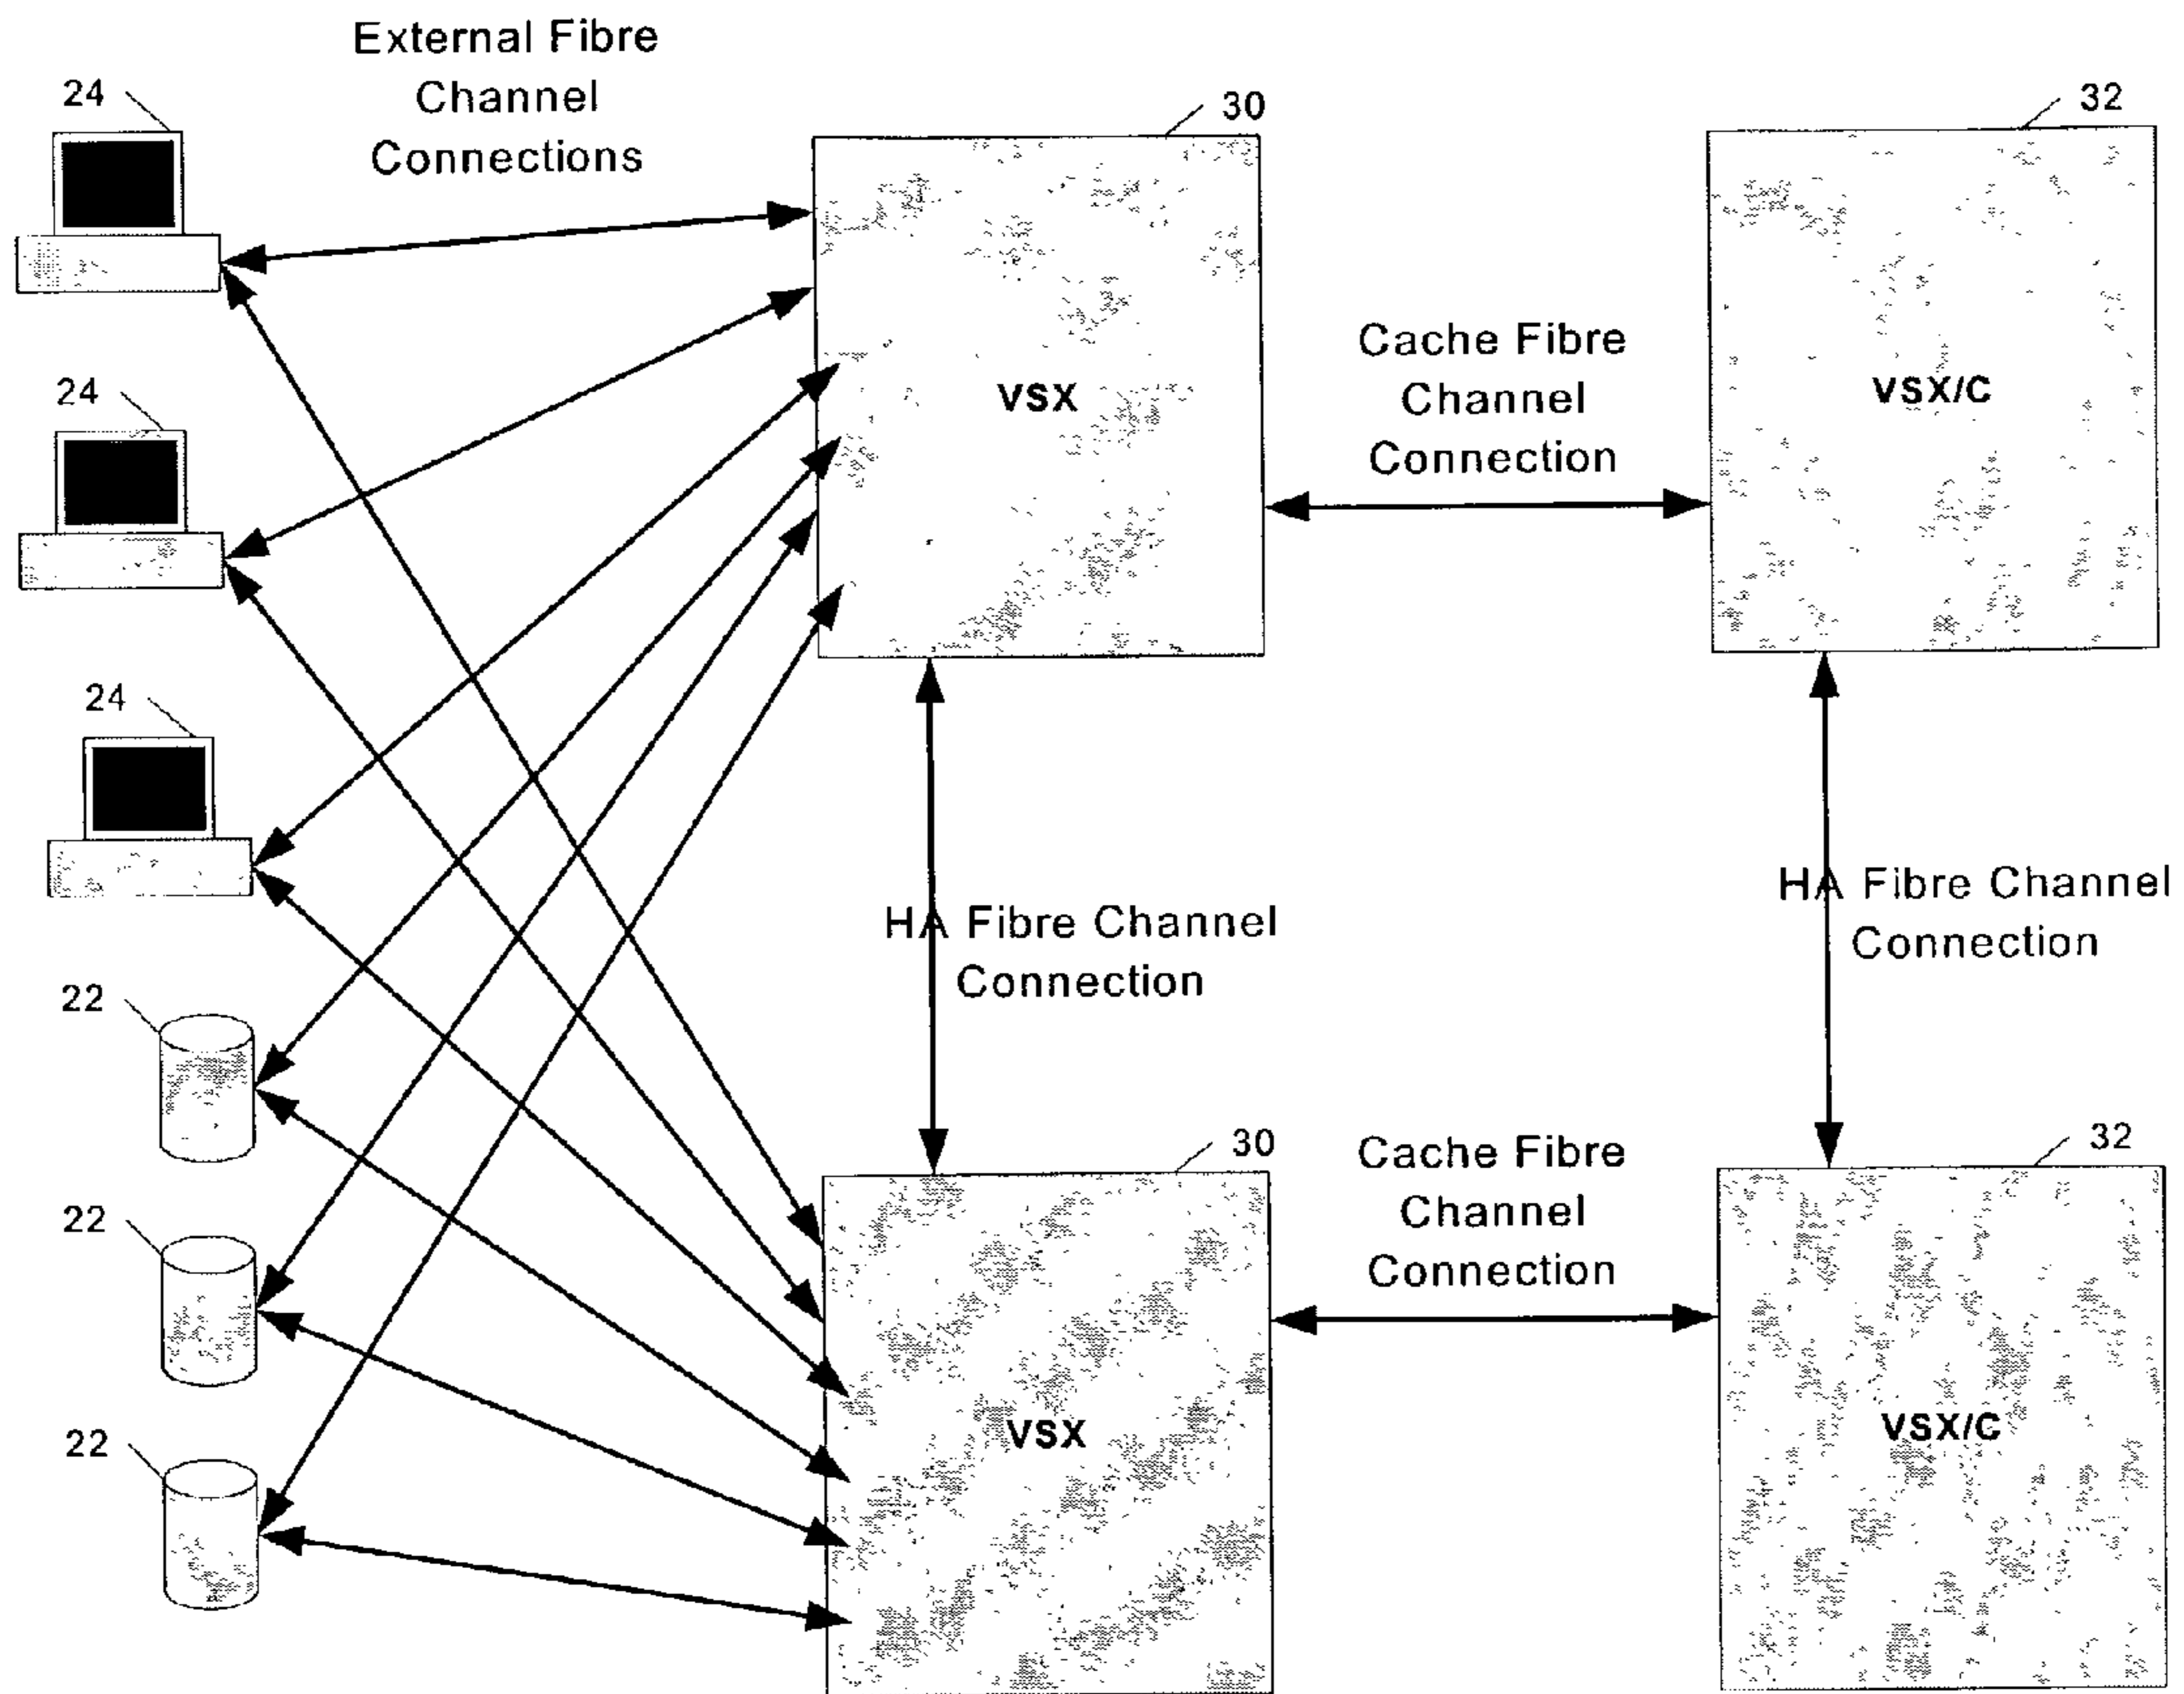 External Fibre
Channel
Connections
24
30
32
24
Cache Fibre
Channel
Connection
VSX
VSX/C
24
HA Fibre Channel
Connection
HA Fibre Channel
Connection
22
30
32
Cache Fibre
Channel
Connection
22
VSX
VSX/C
22